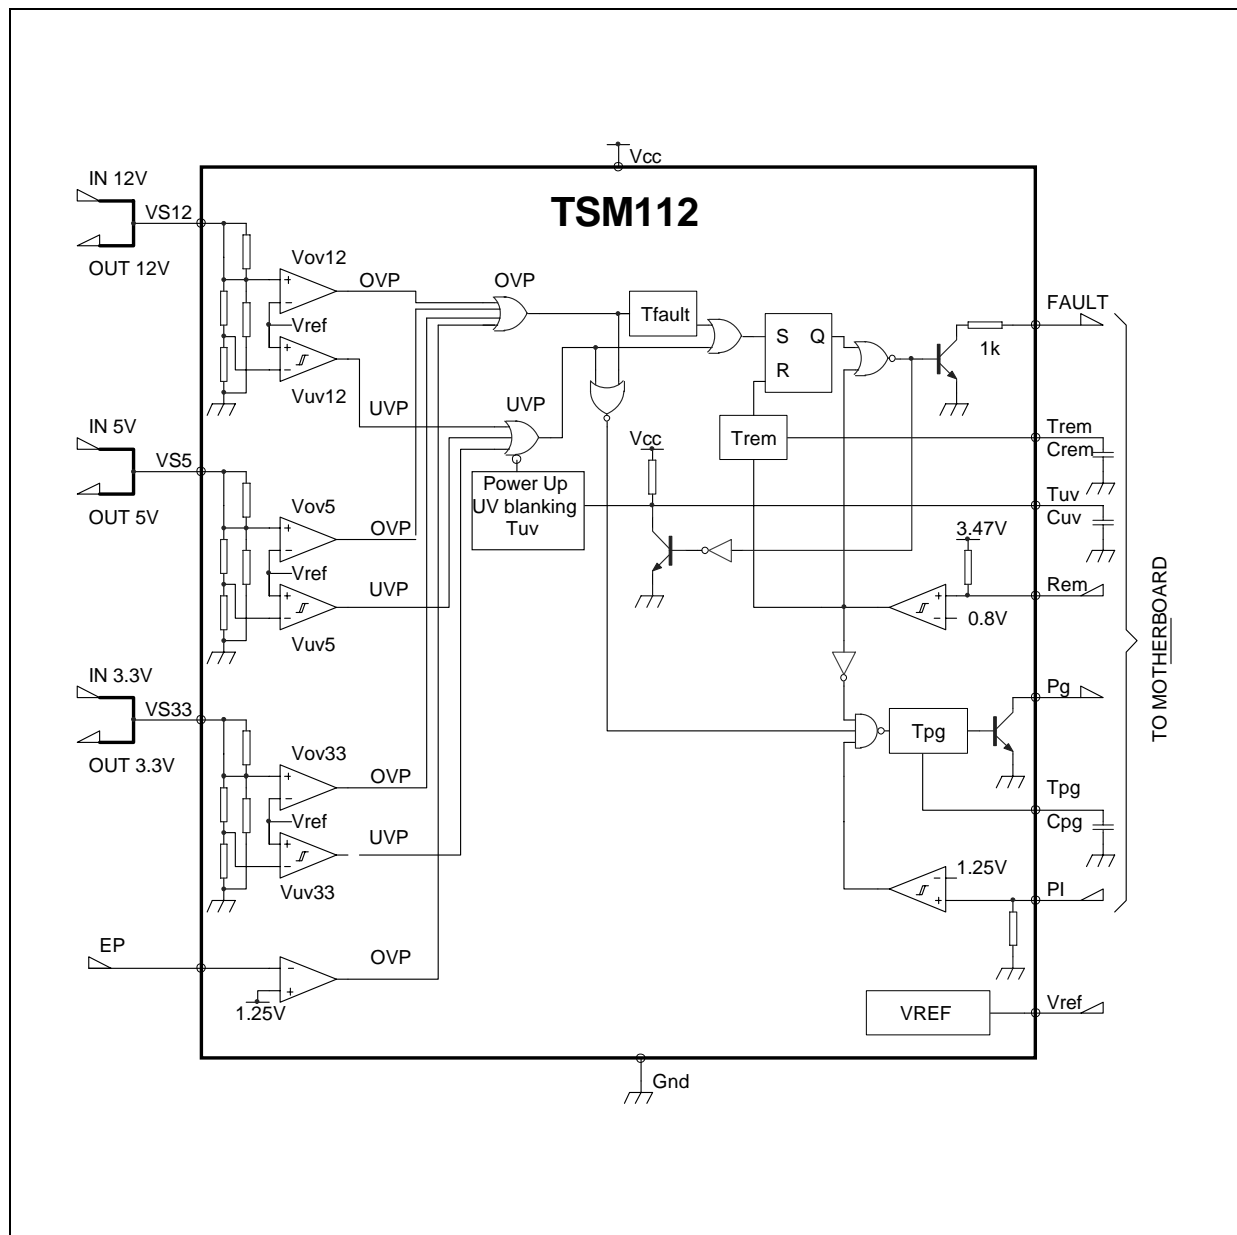 Vcc
TSM112
IN 12V
VS12
OUT 12V
Vov12
OVP
OVP
Vref
Vuv12
UVP
Tfault
S Q
R
1k
FAULT
IN 5V
VS5
OUT 5V
UVP
Vcc
Trem
Trem
Crem
Power Up
UV blanking
Tuv
Tuv
Cuv
Vov5
OVP
Vref
UVP
Vuv5
3.47V
Rem
0.8V
IN 3.3V
VS33
OUT 3.3V
Vov33
OVP
Vref
UVP
Vuv33
Pg
Tpg
Tpg
Cpg
1.25V
PI
EP
OVP
1.25V
VREF
Vref
Gnd
TO MOTHERBOARD